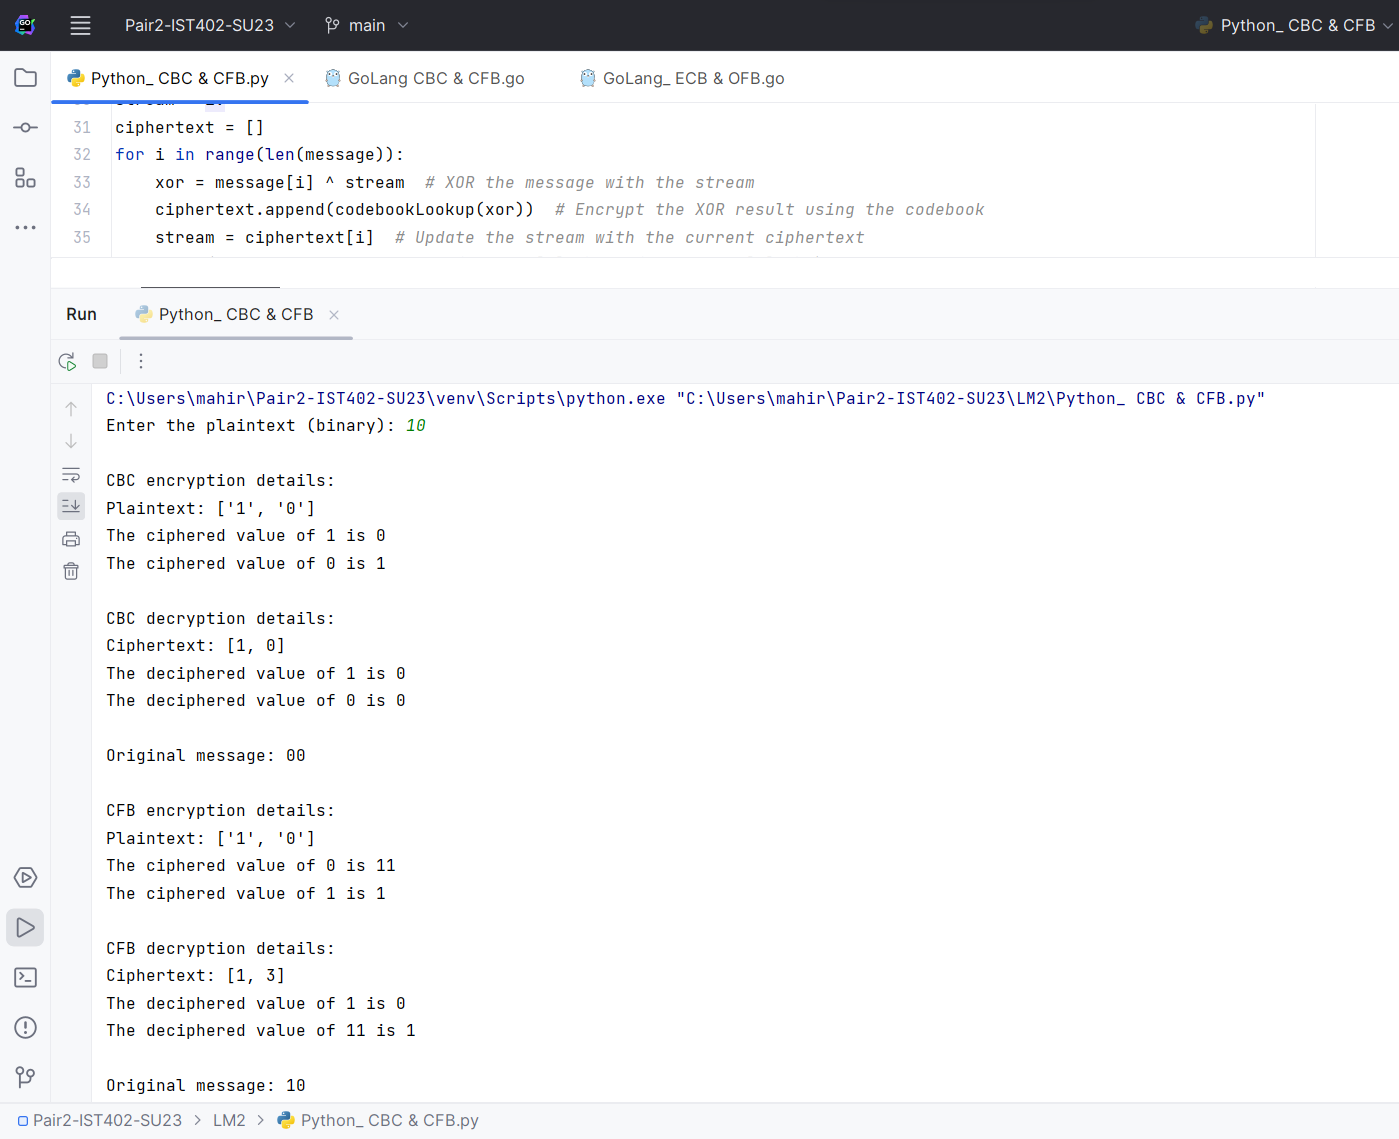 Pair2-IST402-SU23 main Python_ CBC & CFB
Python_ CBC & CFB.py GoLang CBC & CFB.go GoLang_ ECB & OFB.go
31 ciphertext = []
32 for i in range(len(message)):
33     xor = message[i] ^ stream  # XOR the message with the stream
34     ciphertext.append(codebookLookup(xor))  # Encrypt the XOR result using the codebook
35     stream = ciphertext[i]  # Update the stream with the current ciphertext
Run Python_ CBC & CFB
C:\Users\mahir\Pair2-IST402-SU23\venv\Scripts\python.exe "C:\Users\mahir\Pair2-IST402-SU23\LM2\Python_ CBC & CFB.py"
Enter the plaintext (binary): 10
CBC encryption details:
Plaintext: ['1', '0']
The ciphered value of 1 is 0
The ciphered value of 0 is 1
CBC decryption details:
Ciphertext: [1, 0]
The deciphered value of 1 is 0
The deciphered value of 0 is 0
Original message: 00
CFB encryption details:
Plaintext: ['1', '0']
The ciphered value of 0 is 11
The ciphered value of 1 is 1
CFB decryption details:
Ciphertext: [1, 3]
The deciphered value of 1 is 0
The deciphered value of 11 is 1
Original message: 10
Pair2-IST402-SU23 > LM2 > Python_ CBC & CFB.py